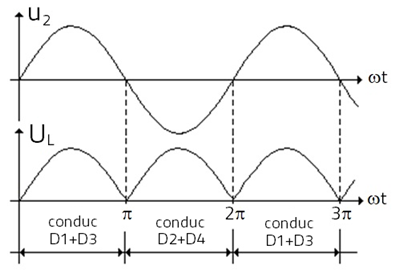 u2
ωt
UL
ωt
π 2π 3π
conduc conduc conduc
D1+D3 D2+D4 D1+D3